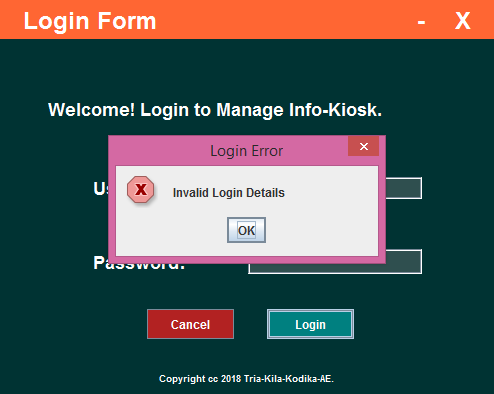 Login Form - X
Welcome! Login to Manage Info-Kiosk.
Login Error
Invalid Login Details
OK
Password:
Cancel Login
Copyright cc 2018 Tria-Kila-Kodika-AE.